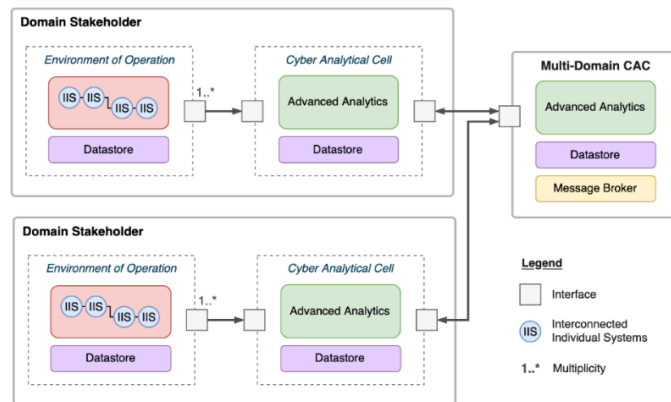 Domain Stakeholder
Environment of Operation
IIS IIS IIS IIS
Datastore
1..*
Cyber Analytical Cell
Advanced Analytics
Datastore
Multi-Domain CAC
Advanced Analytics
Datastore
Message Broker
Domain Stakeholder
Environment of Operation
IIS IIS IIS IIS
Datastore
1..*
Cyber Analytical Cell
Advanced Analytics
Datastore
Legend
Interface
IIS
Interconnected
Individual Systems
1..* Multiplicity